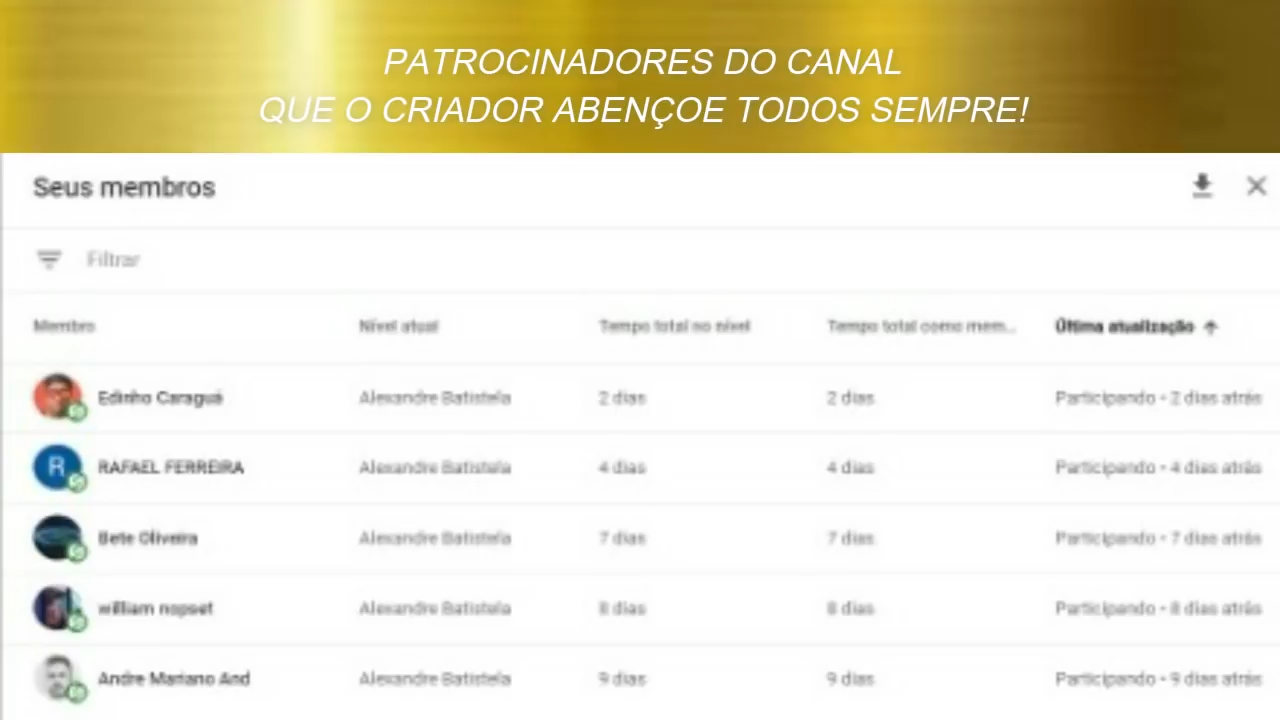 PATROCINADORES DO CANAL
QUE O CRIADOR ABENÇOE TODOS SEMPRE!
Seus membros
Filtrar
Membro Nível atual Tempo total no nível Tempo total como mem... Última atualização ↑
Edinho Caraguá Alexandre Batistela 2 dias 2 dias Participando • 2 dias atrás
R RAFAEL FERREIRA Alexandre Batistela 4 dias 4 dias Participando • 4 dias atrás
Bete Oliveira Alexandre Batistela 7 dias 7 dias Participando • 7 dias atrás
william nopset Alexandre Batistela 8 dias 8 dias Participando • 8 dias atrás
Andre Mariano And Alexandre Batistela 9 dias 9 dias Participando • 9 dias atrás